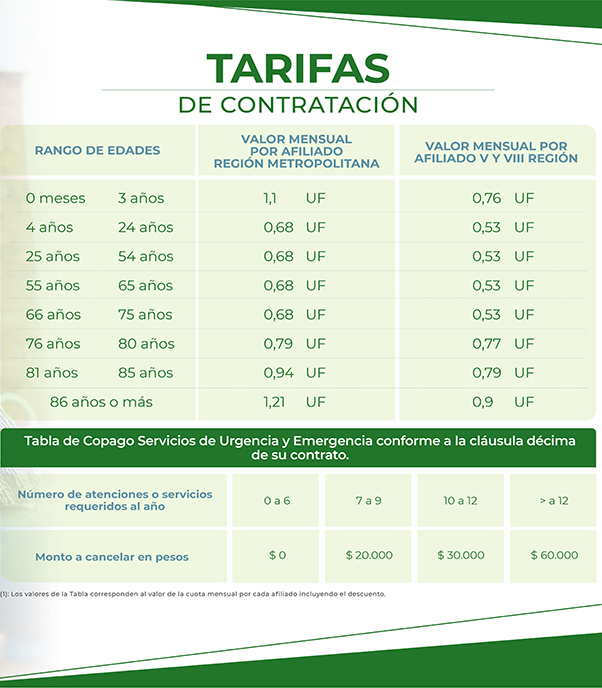 TARIFAS
DE CONTRATACIÓN
RANGO DE EDADES
VALOR MENSUAL
POR AFILIADO
REGIÓN METROPOLITANA
VALOR MENSUAL POR
AFILIADO V Y VIII REGIÓN
0 meses 3 años 1,1 UF 0,76 UF
4 años 24 años 0,68 UF 0,53 UF
25 años 54 años 0,68 UF 0,53 UF
55 años 65 años 0,68 UF 0,53 UF
66 años 75 años 0,68 UF 0,53 UF
76 años 80 años 0,79 UF 0,77 UF
81 años 85 años 0,94 UF 0,79 UF
86 años o más 1,21 UF 0,9 UF
Tabla de Copago Servicios de Urgencia y Emergencia conforme a la cláusula décima
de su contrato.
Número de atenciones o servicios
requeridos al año
0 a 6 7 a 9 10 a 12 > a 12
Monto a cancelar en pesos $ 0 $ 20.000 $ 30.000 $ 60.000
(1): Los valores de la Tabla corresponden al valor de la cuota mensual por cada afiliado incluyendo el descuento.